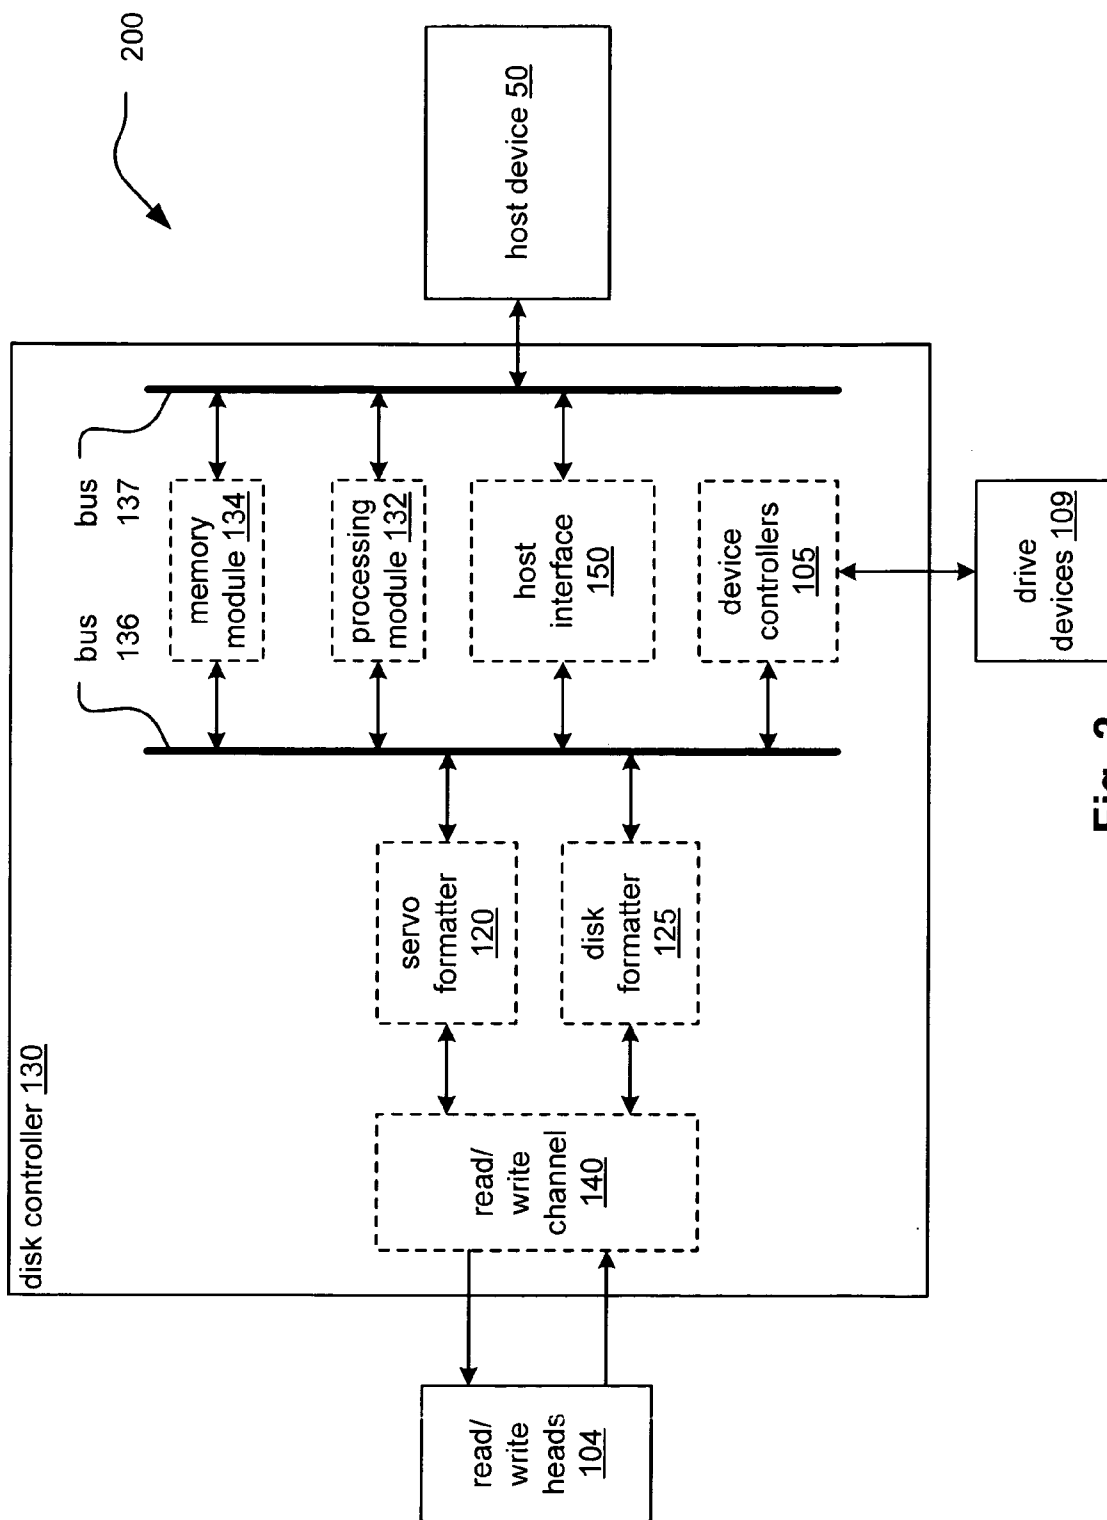 200
disk controller 130
bus
136
bus
137
memory
module 134
processing
module 132
read/
write
heads
104
read/
write
channel
140
servo
formatter
120
disk
formatter
125
host
interface
150
device
controllers
105
host device 50
drive
devices 109
Fig.